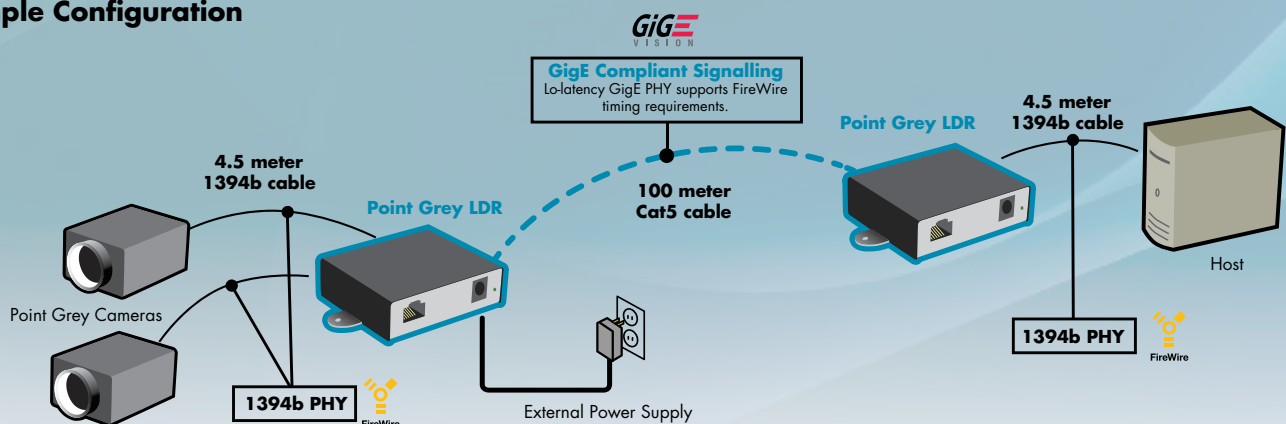 ple Configuration
GiGE
VISION
GigE Compliant Signalling
Lo-latency GigE PHY supports FireWire
timing requirements.
4.5 meter
1394b cable
Point Grey LDR
4.5 meter
1394b cable
100 meter
Cat5 cable
Point Grey LDR
Host
Point Grey Cameras
1394b PHY
FireWire
1394b PHY
FireWire
External Power Supply